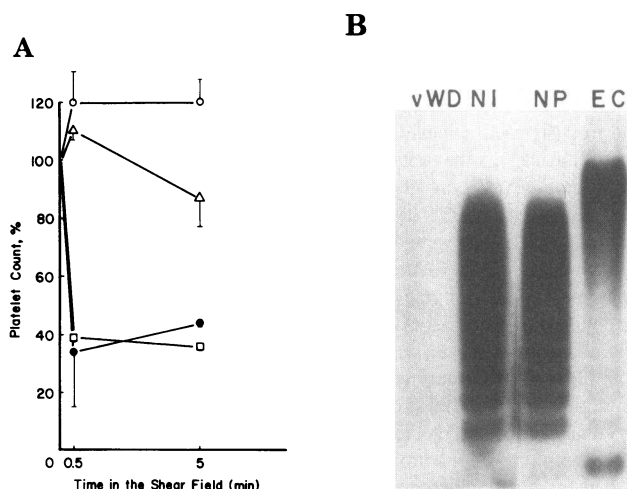 A
B
vWD NI NP EC
Platelet Count, %
120
100
80
60
40
20
0 0.5 5
Time in the Shear Field (min)